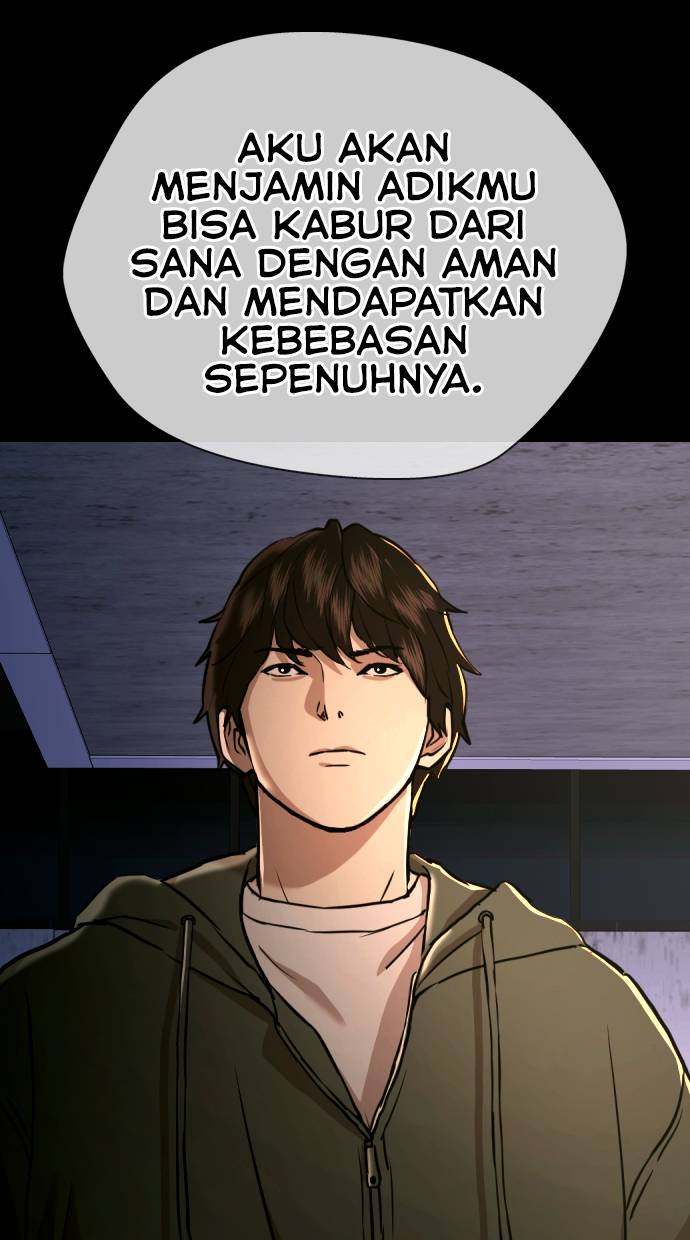 AKU AKAN
MENJAMIN ADIKMU
BISA KABUR DARI
SANA DENGAN AMAN
DAN MENDAPATKAN
KEBEBASAN
SEPENUHNYA.